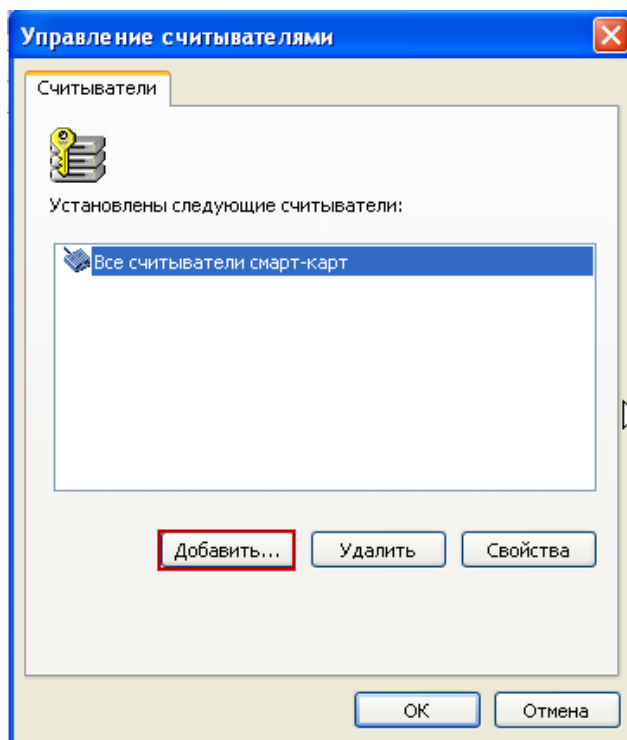 Управление считывателями
Считыватели
Установлены следующие считыватели:
Все считыватели смарт-карт
Добавить... Удалить Свойства
ОК Отмена